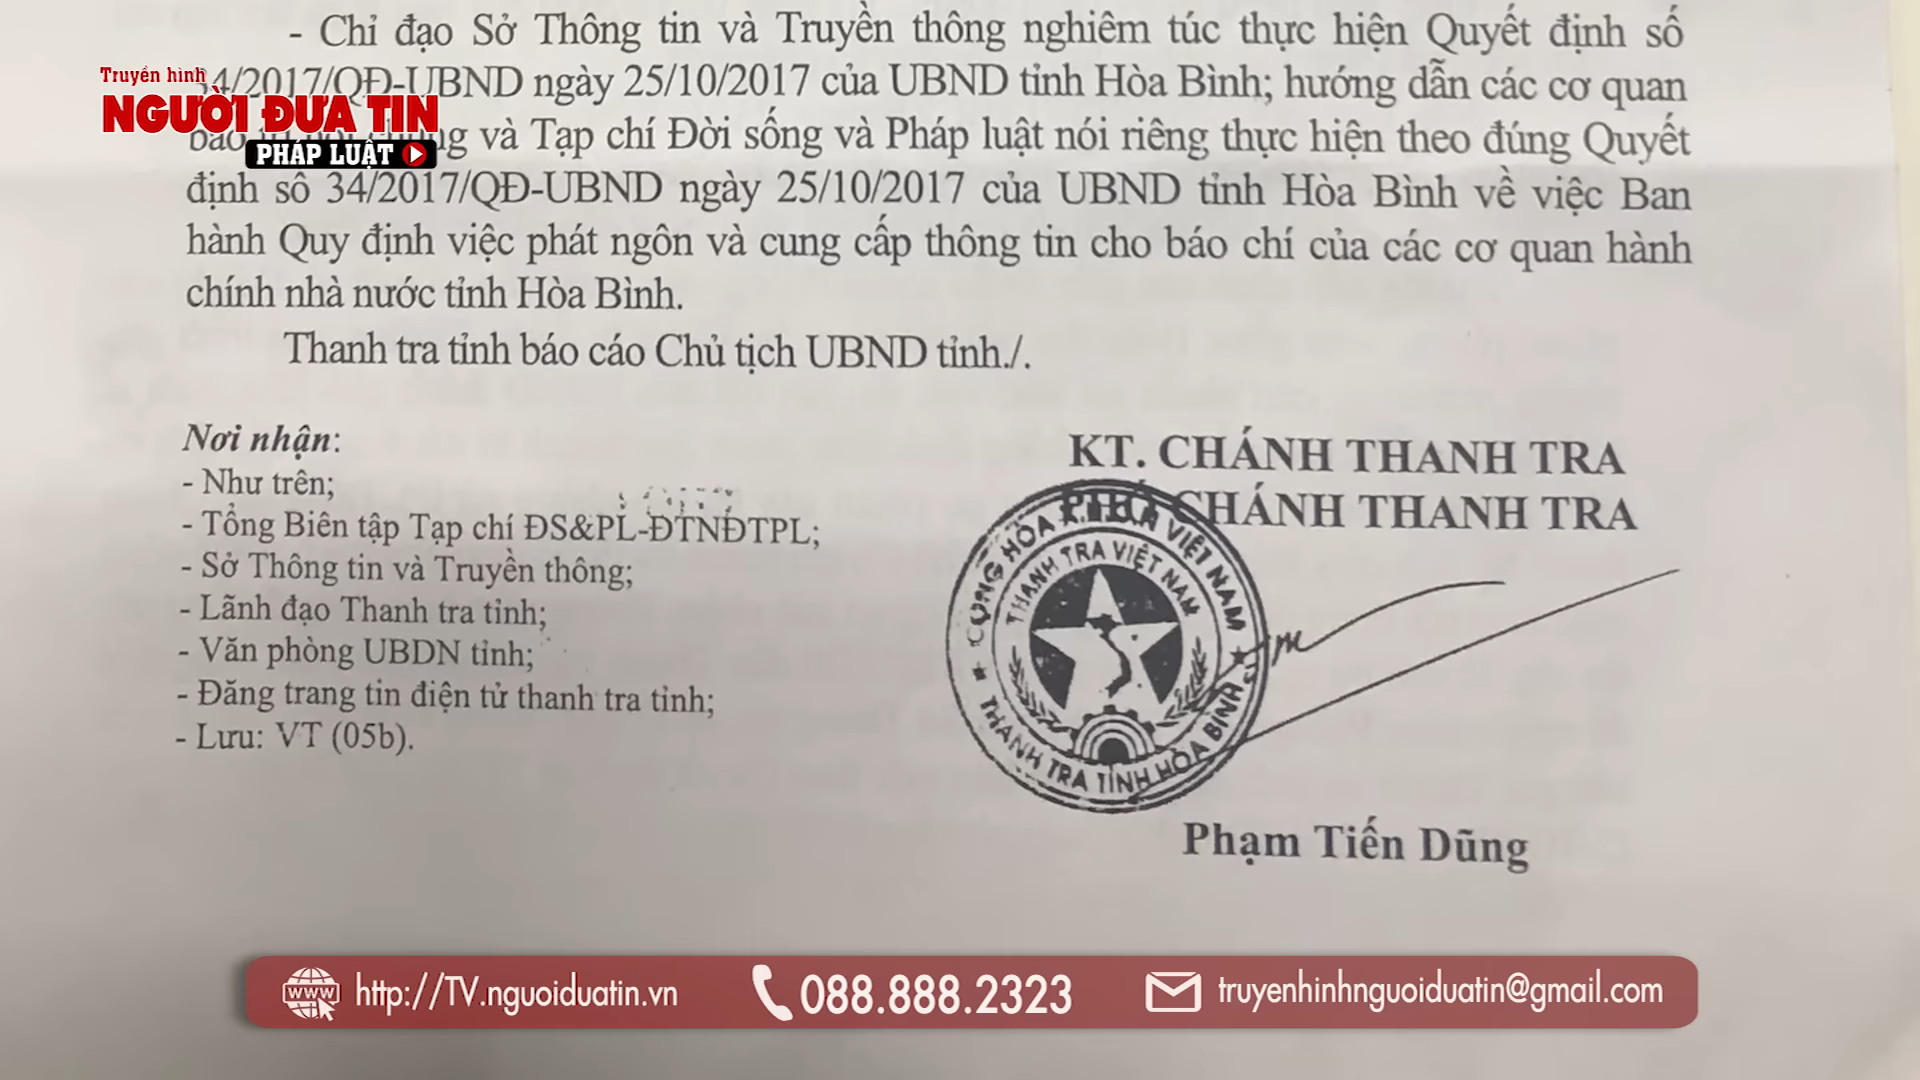 - Chỉ đạo Sở Thông tin và Truyền thông nghiêm túc thực hiện Quyết định số
Truyền hình
34/2017/QĐ-UBND ngày 25/10/2017 của UBND tỉnh Hòa Bình; hướng dẫn các cơ quan
NGƯỜI ĐƯA TIN
và Tạp chí Đời sống và Pháp luật nói riêng thực hiện theo đúng Quyết
PHÁP LUẬT
định số 34/2017/QĐ-UBND ngày 25/10/2017 của UBND tỉnh Hòa Bình về việc Ban
hành Quy định việc phát ngôn và cung cấp thông tin cho báo chí của các cơ quan hành
chính nhà nước tỉnh Hòa Bình.
Thanh tra tỉnh báo cáo Chủ tịch UBND tỉnh./.
Nơi nhận:
- Như trên;
- Tổng Biên tập Tạp chí ĐS&PL-ĐTNĐTPL;
- Sở Thông tin và Truyền thông;
- Lãnh đạo Thanh tra tỉnh;
- Văn phòng UBDN tỉnh;
- Đăng trang tin điện tử thanh tra tỉnh;
- Lưu: VT (05b).
KT. CHÁNH THANH TRA
PHÓ CHÁNH THANH TRA
CỘNG HÒA X.H.C.N VIỆT NAM
THANH TRA VIỆT NAM
THANH TRA TỈNH HÒA BÌNH
Phạm Tiến Dũng
www http://TV.nguoiduatin.vn
088.888.2323
truyenhinhnguoiduatin@gmail.com